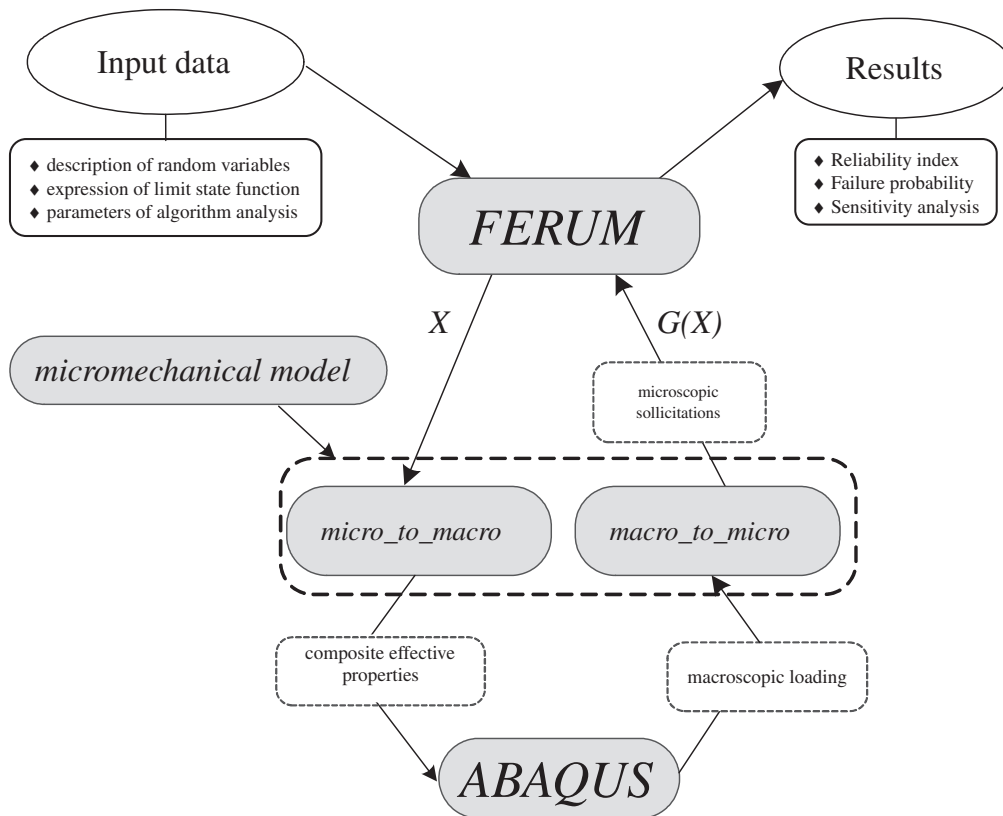 Input data
Results
♦ description of random variables
♦ expression of limit state function
♦ parameters of algorithm analysis
♦ Reliability index
♦ Failure probability
♦ Sensitivity analysis
FERUM
X
G(X)
micromechanical model
microscopic
sollicitations
micro_to_macro
macro_to_micro
composite effective
properties
macroscopic loading
ABAQUS